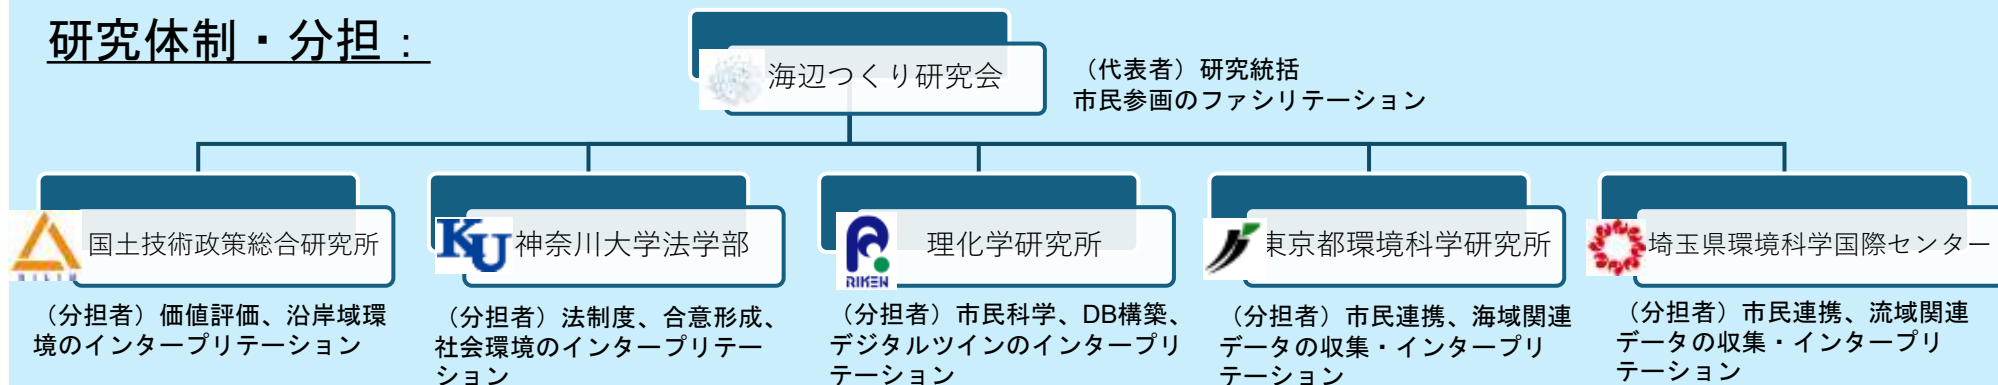 研究体制・分担：
海辺つくり研究会
（代表者）研究統括
市民参画のファシリテーション
国土技術政策総合研究所
（分担者）価値評価、沿岸域環
境のインタープリテーション
KU
神奈川大学法学部
（分担者）法制度、合意形成、
社会環境のインタープリテー
ション
RIKEN
理化学研究所
（分担者）市民科学、DB構築、
デジタルツインのインタープリ
テーション
東京都環境科学研究所
（分担者）市民連携、海域関連
データの収集・インタープリ
テーション
埼玉県環境科学国際センター
（分担者）市民連携、流域関連
データの収集・インタープリ
テーション